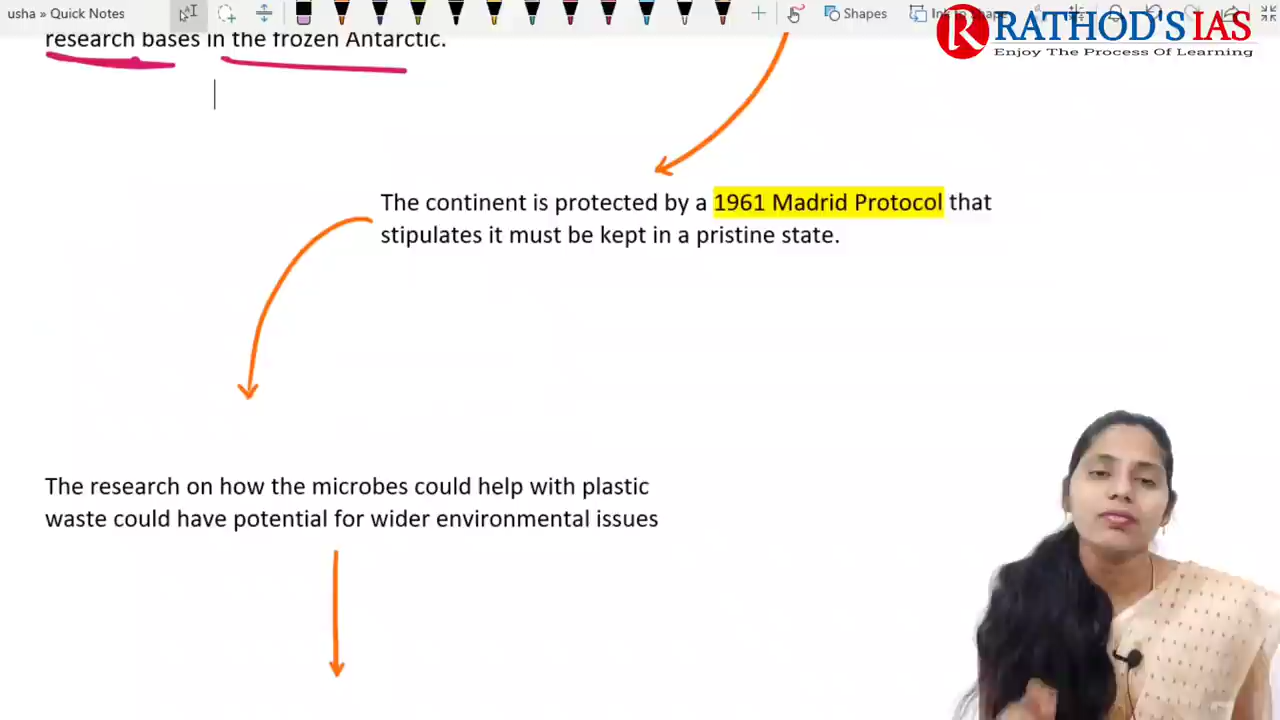 usha » Quick Notes
Shapes
RATHOD'S IAS
Enjoy The Process Of Learning
research bases in the frozen Antarctic.
The continent is protected by a 1961 Madrid Protocol that
stipulates it must be kept in a pristine state.
The research on how the microbes could help with plastic
waste could have potential for wider environmental issues